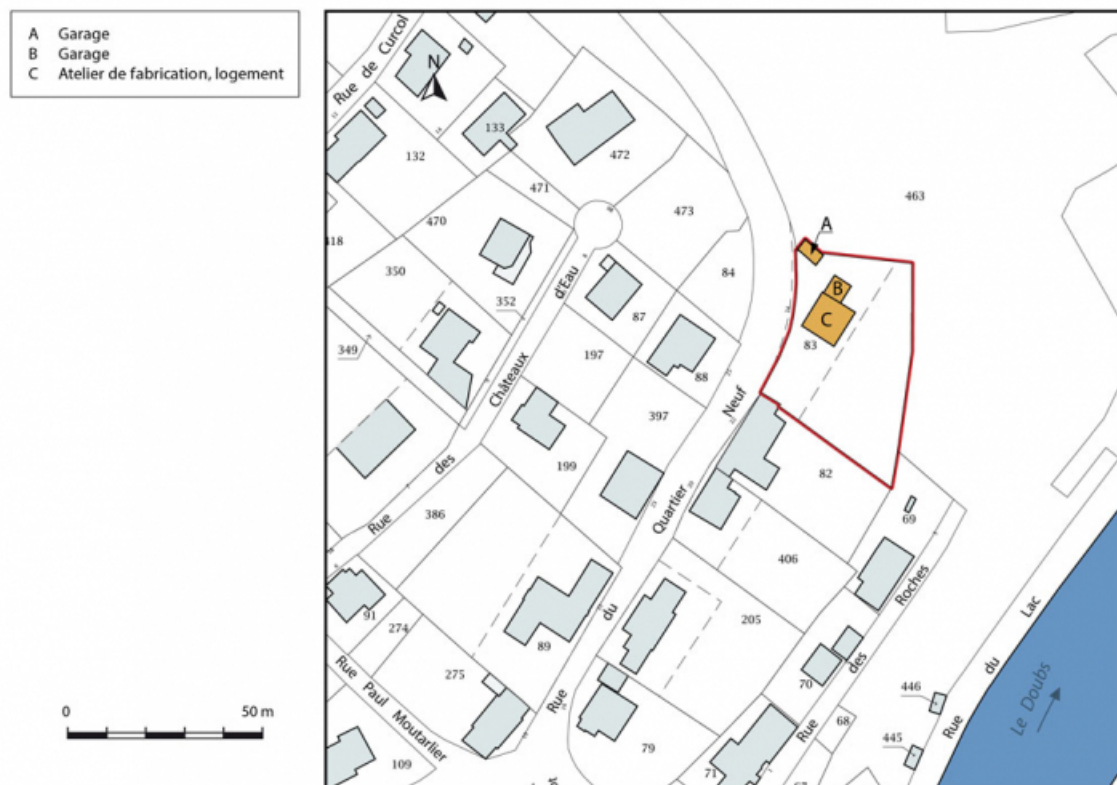 A Garage
B Garage
C Atelier de fabrication, logement
0 50 m
Rue de Curcol
N
133
132
472
471
473
463
470
418
350
352
349
84
A
B
C
83
87
88
197
397
199
386
82
69
406
205
91
274
275
89
70
68
79
71
109
446
445
Rue des Châteaux d'Eau
Rue du Quartier Neuf
Rue Paul Moutarlier
Rue des Roches
Rue du Lac
Le Doubs